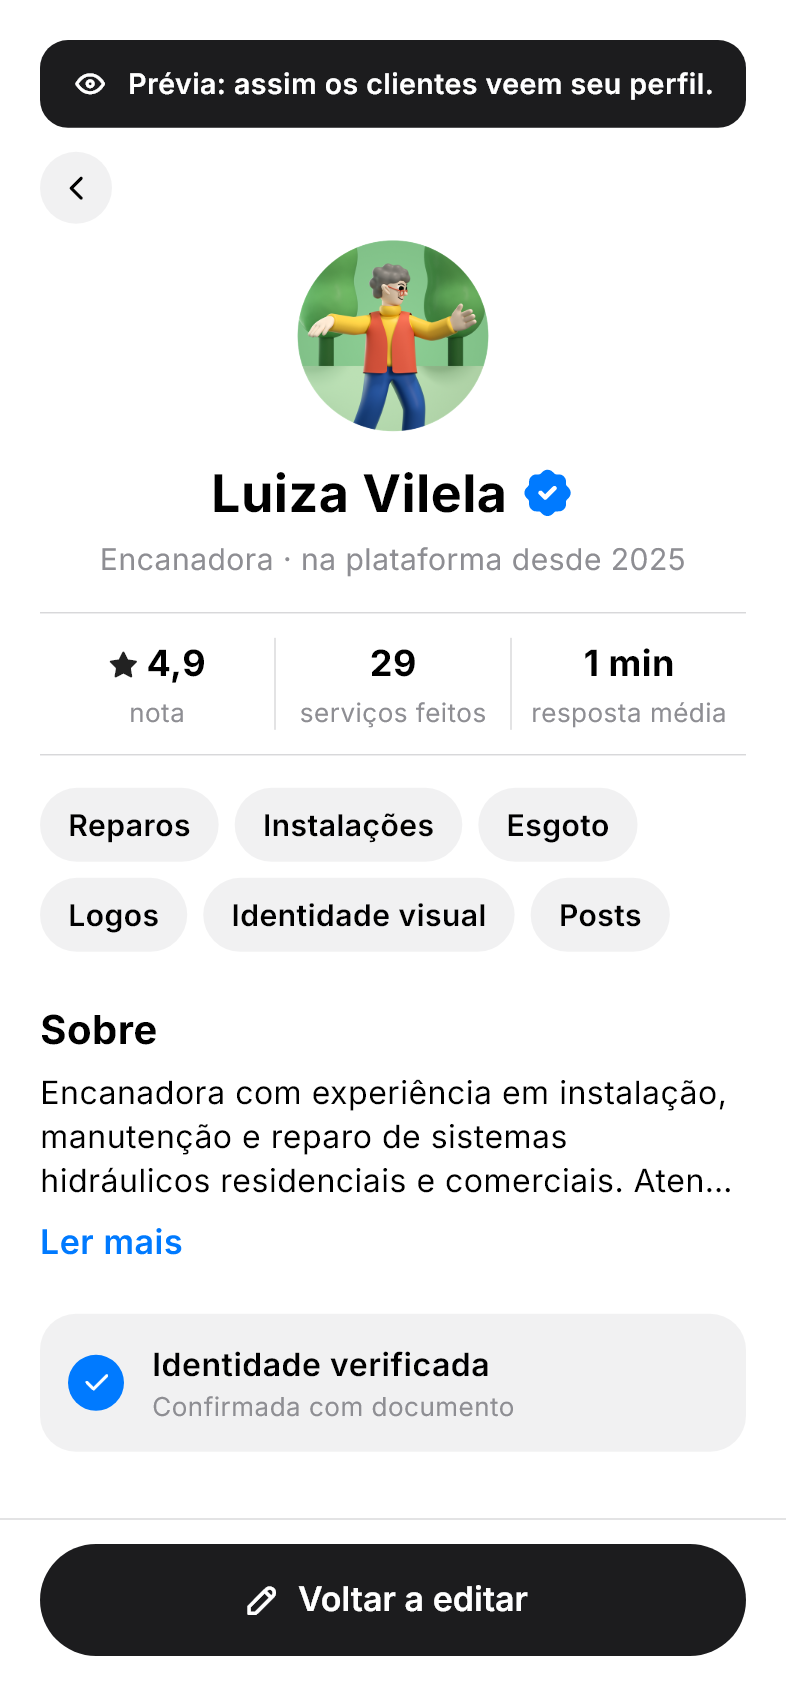 Prévia: assim os clientes veem seu perfil.
Luiza Vilela
Encanadora · na plataforma desde 2025
4,9
nota
29
serviços feitos
1 min
resposta média
Reparos
Instalações
Esgoto
Logos
Identidade visual
Posts
Sobre
Encanadora com experiência em instalação,
manutenção e reparo de sistemas
hidráulicos residenciais e comerciais. Aten...
Ler mais
Identidade verificada
Confirmada com documento
Voltar a editar